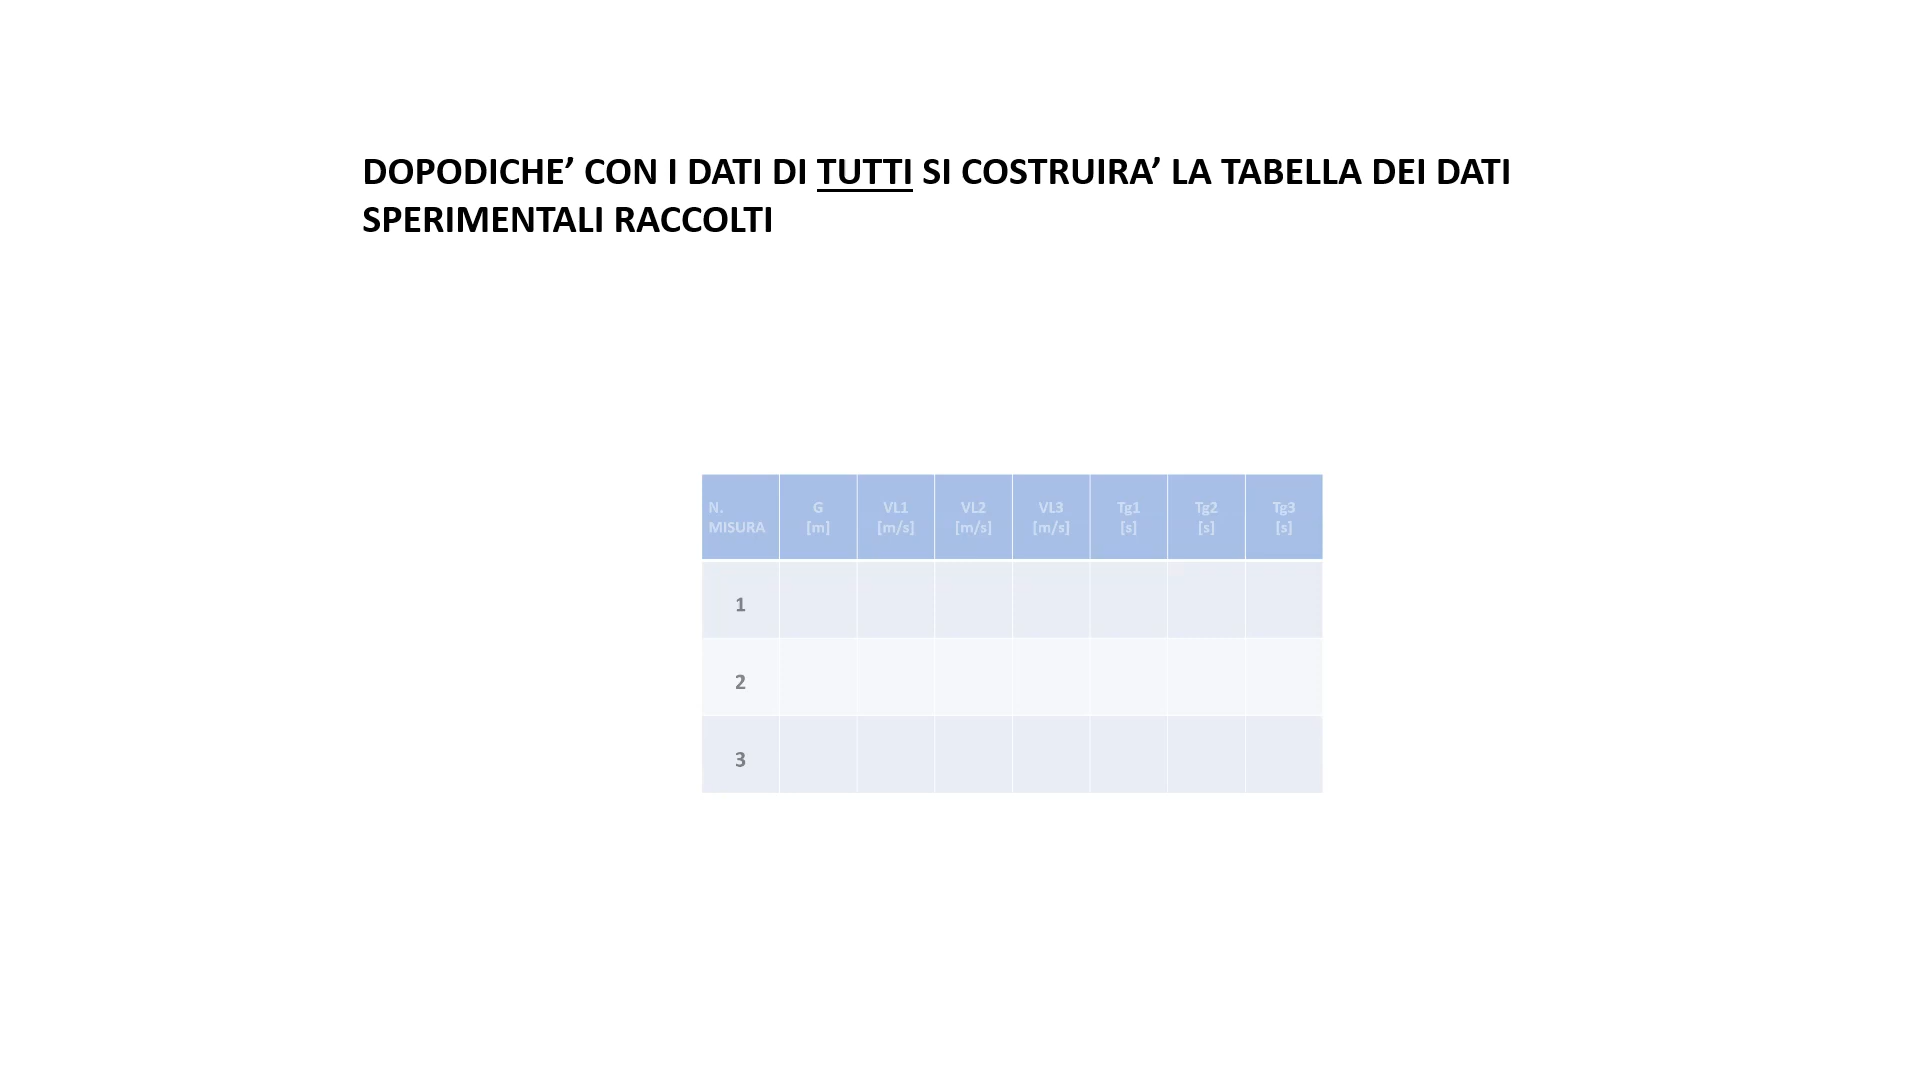 DOPODICHE’ CON I DATI DI TUTTI SI COSTRUIRA’ LA TABELLA DEI DATI
SPERIMENTALI RACCOLTI
N. MISURA G [m] VL1 [m/s] VL2 [m/s] VL3 [m/s] Tg1 [s] Tg2 [s] Tg3 [s]
1
2
3